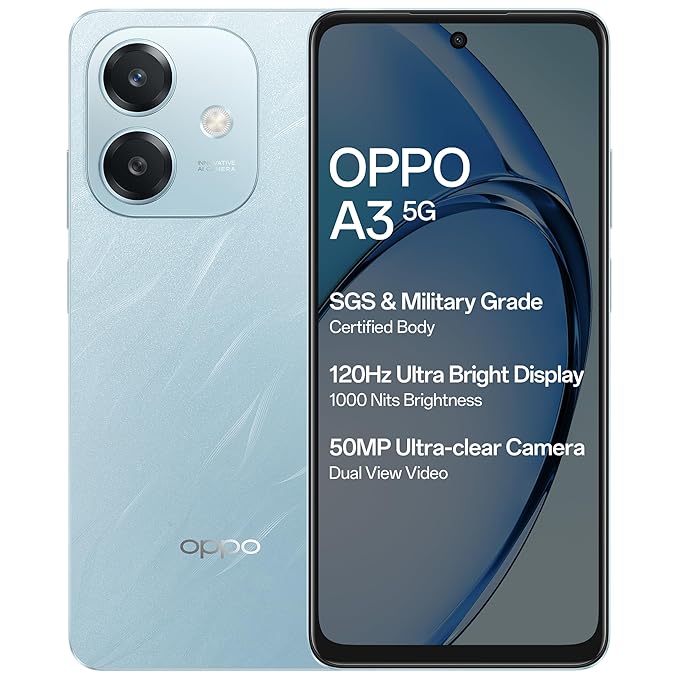 INNOVATIVE
AI CAMERA
oppo
OPPO
A3 5G
SGS & Military Grade
Certified Body
120Hz Ultra Bright Display
1000 Nits Brightness
50MP Ultra-clear Camera
Dual View Video